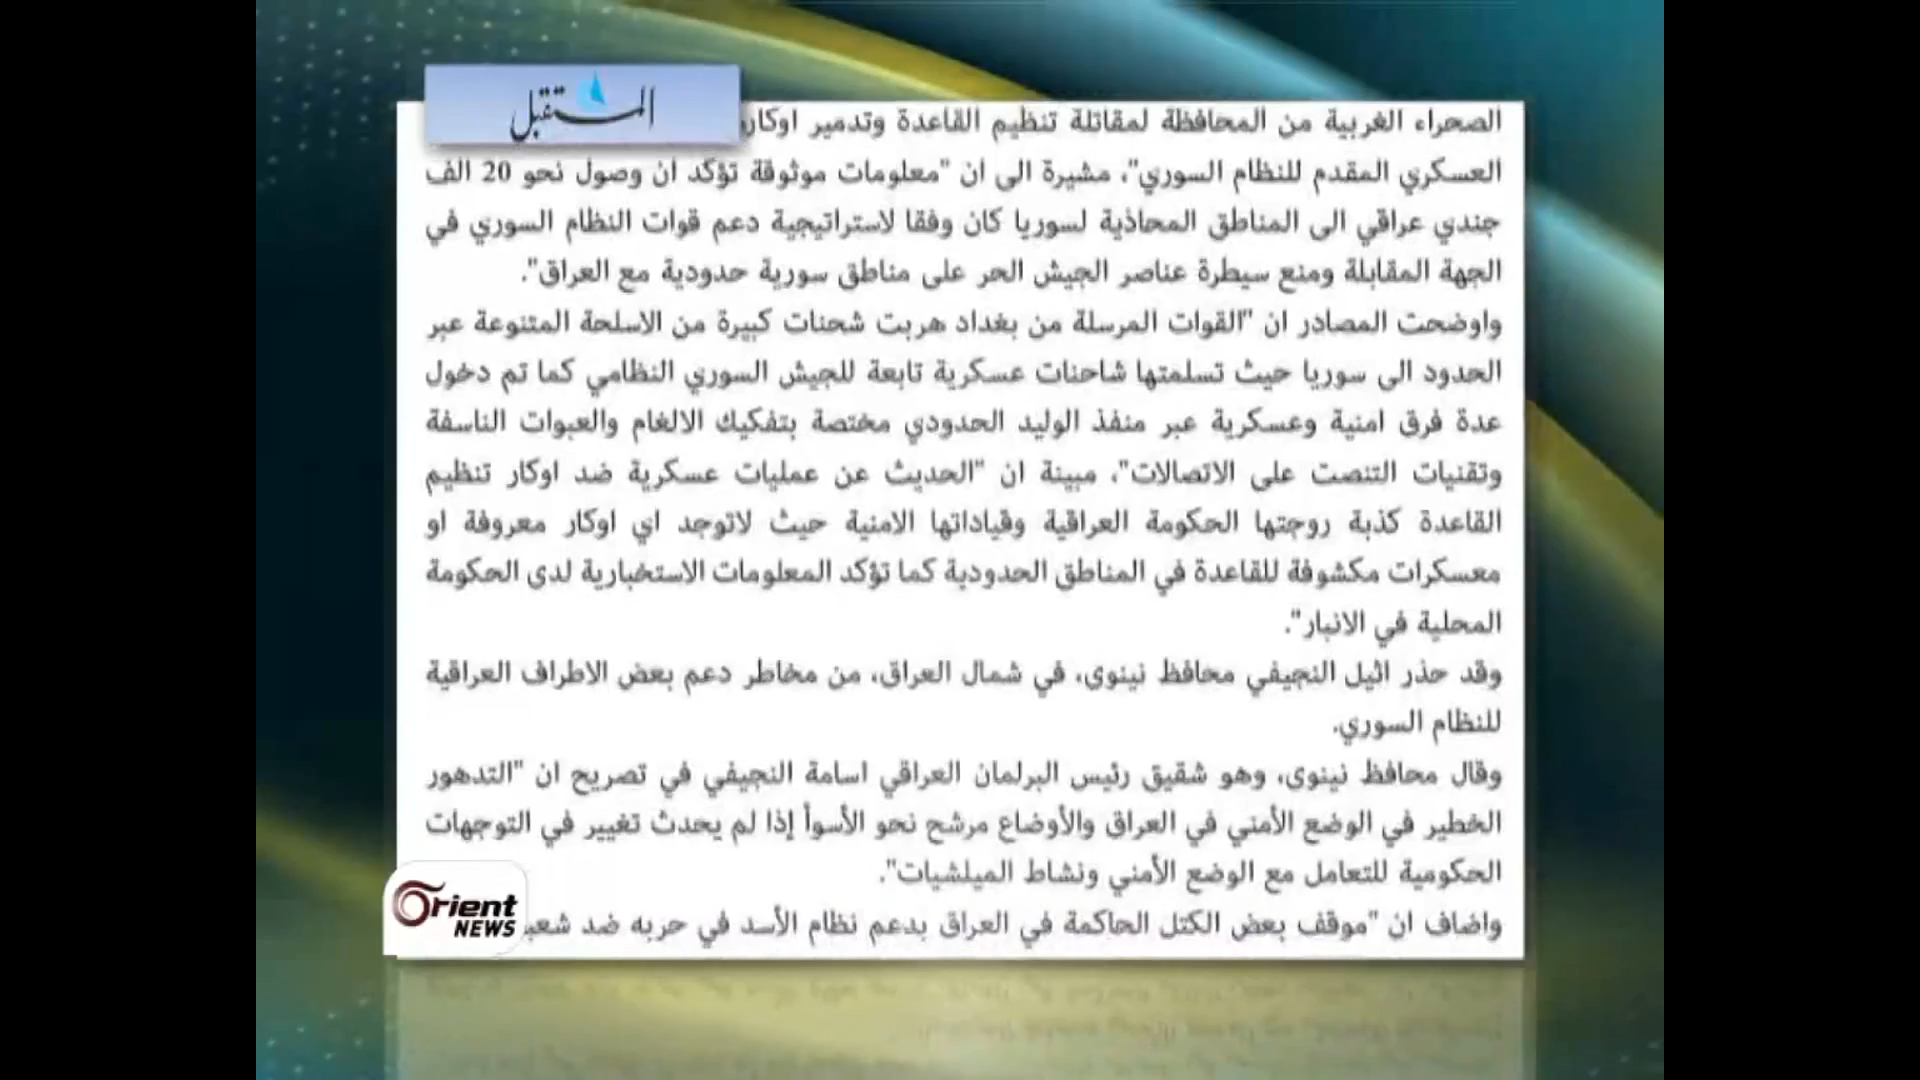 المستقبل
الصحراء الغربية من المحافظة لمقاتلة تنظيم القاعدة وتدمير اوكاره
العسكري المقدم للنظام السوري"، مشيرة الى ان "معلومات موثوقة تؤكد ان وصول نحو 20 الف
جندي عراقي الى المناطق المحاذية لسوريا كان وفقا لاستراتيجية دعم قوات النظام السوري في
الجهة المقابلة ومنع سيطرة عناصر الجيش الحر على مناطق سورية حدودية مع العراق".
واوضحت المصادر ان "القوات المرسلة من بغداد هربت شحنات كبيرة من الاسلحة المتنوعة عبر
الحدود الى سوريا حيث تسلمتها شاحنات عسكرية تابعة للجيش السوري النظامي كما تم دخول
عدة فرق امنية وعسكرية عبر منفذ الوليد الحدودي مختصة بتفكيك الالغام والعبوات الناسفة
وتقنيات التنصت على الاتصالات"، مبينة ان "الحديث عن عمليات عسكرية ضد اوكار تنظيم
القاعدة كذبة روجتها الحكومة العراقية وقياداتها الامنية حيث لاتوجد اي اوكار معروفة او
معسكرات مكشوفة للقاعدة في المناطق الحدودية كما تؤكد المعلومات الاستخبارية لدى الحكومة
المحلية في الانبار".
وقد حذر اثيل النجيفي محافظ نينوى، في شمال العراق، من مخاطر دعم بعض الاطراف العراقية
للنظام السوري.
وقال محافظ نينوى، وهو شقيق رئيس البرلمان العراقي اسامة النجيفي في تصريح ان "التدهور
الخطير في الوضع الأمني في العراق والأوضاع مرشح نحو الأسوأ إذا لم يحدث تغيير في التوجهات
الحكومية للتعامل مع الوضع الأمني ونشاط الميلشيات".
واضاف ان "موقف بعض الكتل الحاكمة في العراق بدعم نظام الأسد في حربه ضد شعب
Orient
NEWS